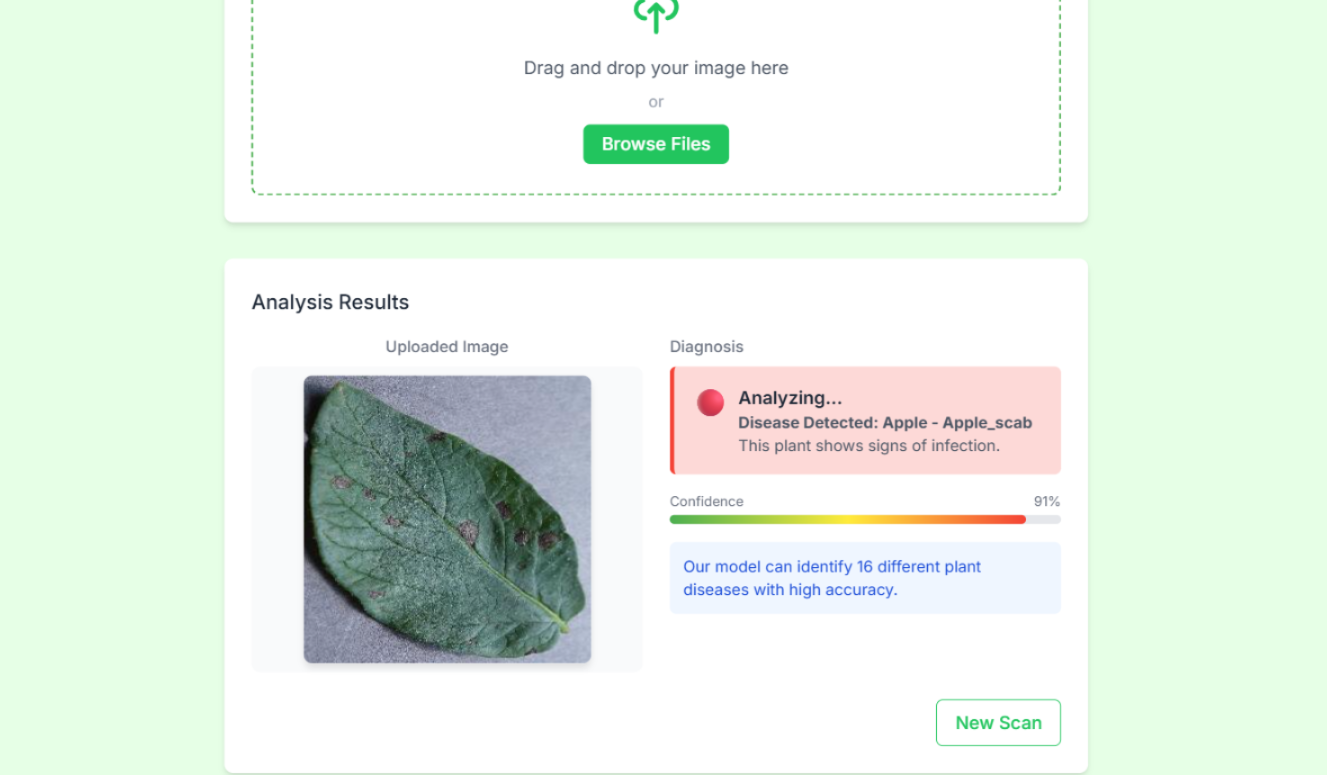 Drag and drop your image here
or
Browse Files
Analysis Results
Uploaded Image
Diagnosis
Analyzing...
Disease Detected: Apple - Apple_scab
This plant shows signs of infection.
Confidence
91%
Our model can identify 16 different plant
diseases with high accuracy.
New Scan